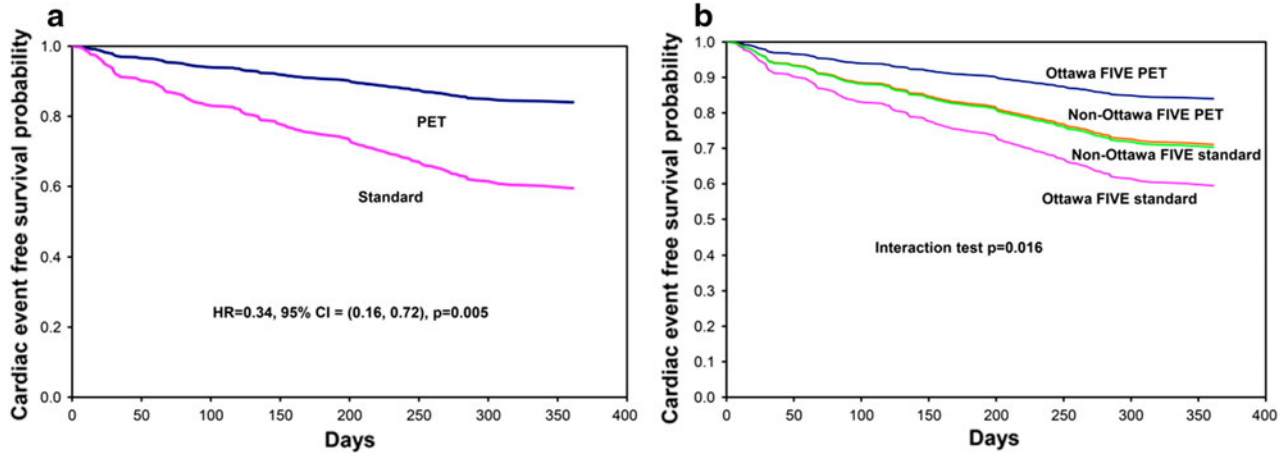 a
Cardiac event free survival probability
1.0
0.8
0.6
0.4
0.2
0.0
PET
Standard
HR=0.34, 95% CI = (0.16, 0.72), p=0.005
0 50 100 150 200 250 300 350 400
Days
b
Cardiac event free survival probability
1.0
0.9
0.8
0.7
0.6
0.5
0.4
0.3
0.2
0.1
0.0
Ottawa FIVE PET
Non-Ottawa FIVE PET
Non-Ottawa FIVE standard
Ottawa FIVE standard
Interaction test p=0.016
0 50 100 150 200 250 300 350 400
Days